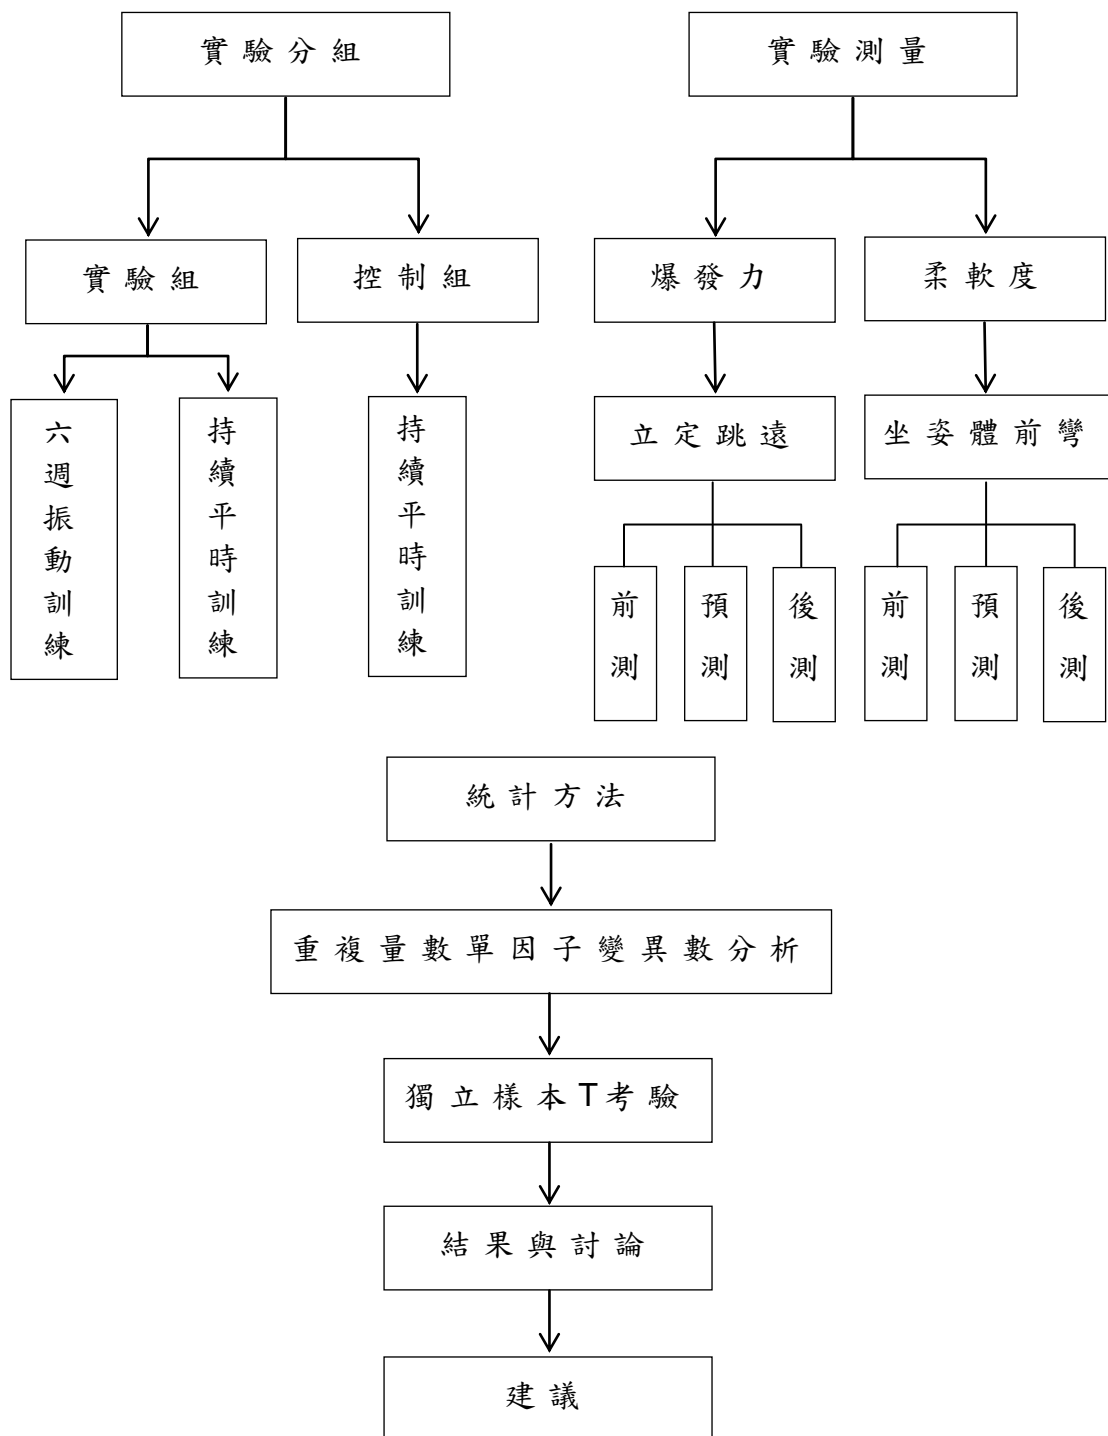 實驗分組
實驗測量
實驗組
控制組
爆發力
柔軟度
六週振動訓練
持續平時訓練
持續平時訓練
立定跳遠
坐姿體前彎
前測
預測
後測
前測
預測
後測
統計方法
重複量數單因子變異數分析
獨立樣本T考驗
結果與討論
建議